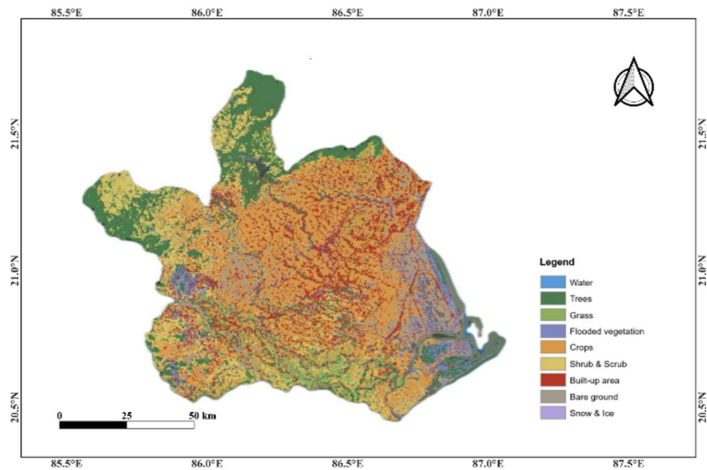 85.5°E 86.0°E 86.5°E 87.0°E 87.5°E
21.5°N 21.5°N
21.0°N 21.0°N
20.5°N 20.5°N
Legend
Water
Trees
Grass
Flooded vegetation
Crops
Shrub & Scrub
Built-up area
Bare ground
Snow & Ice
0 25 50 km
85.5°E 86.0°E 86.5°E 87.0°E 87.5°E